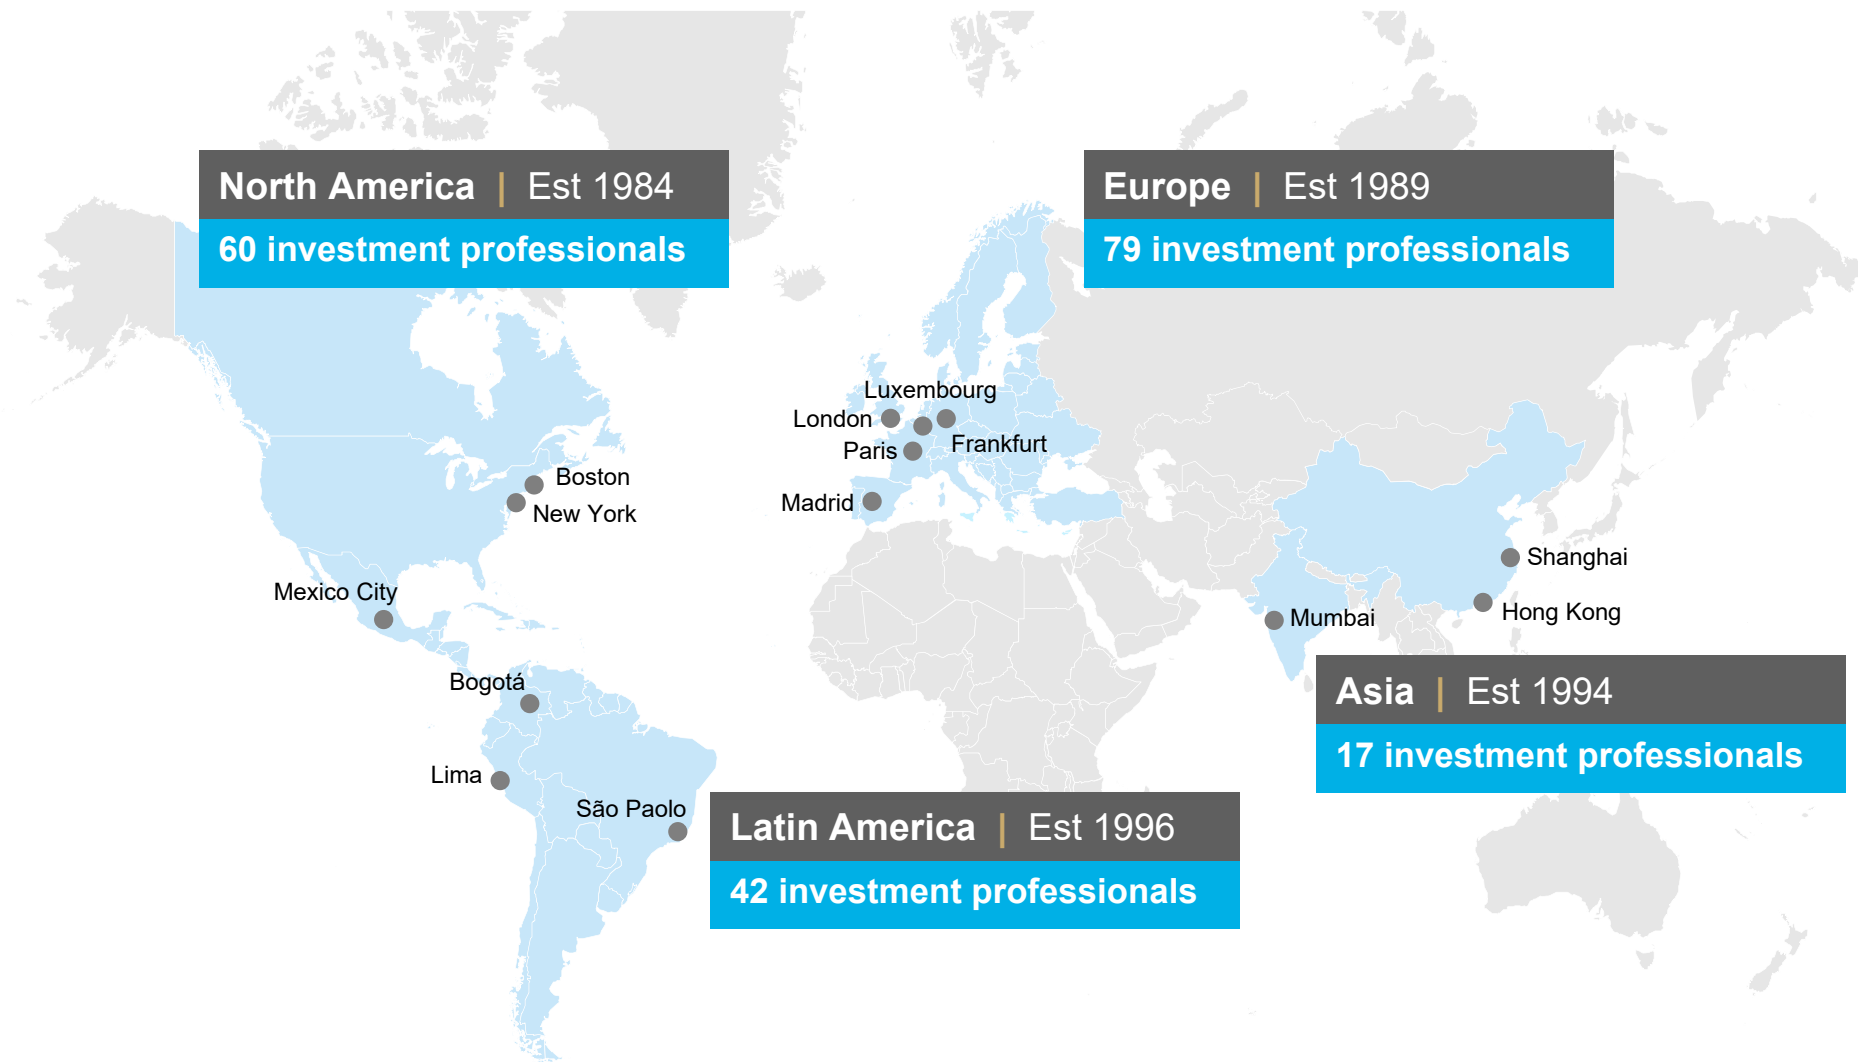 North America | Est 1984
60 investment professionals
Europe | Est 1989
79 investment professionals
Luxembourg
London
Paris
Frankfurt
Madrid
Boston
New York
Mexico City
Bogotá
Lima
São Paolo
Shanghai
Hong Kong
Mumbai
Asia | Est 1994
17 investment professionals
Latin America | Est 1996
42 investment professionals